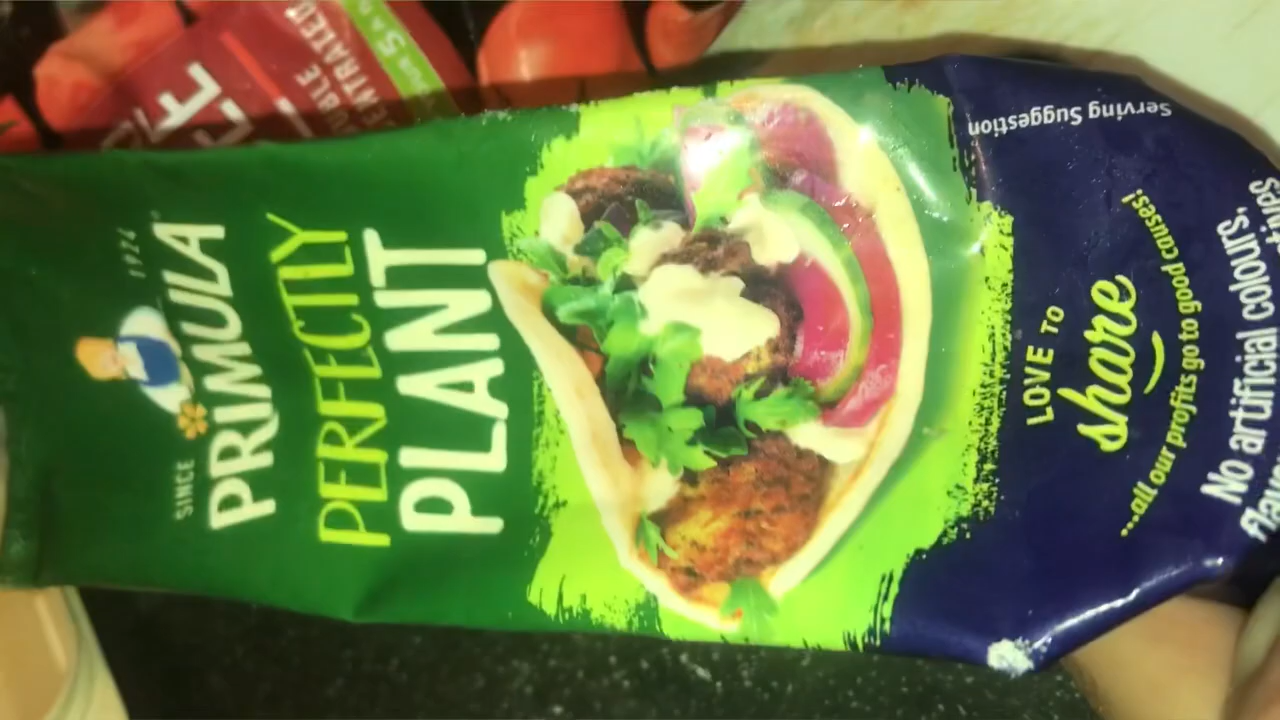 SINCE 1924
PRIMULA
PERFECTLY
PLANT
LOVE TO
share
...all our profits go to good causes!
No artificial colours,
Serving Suggestion